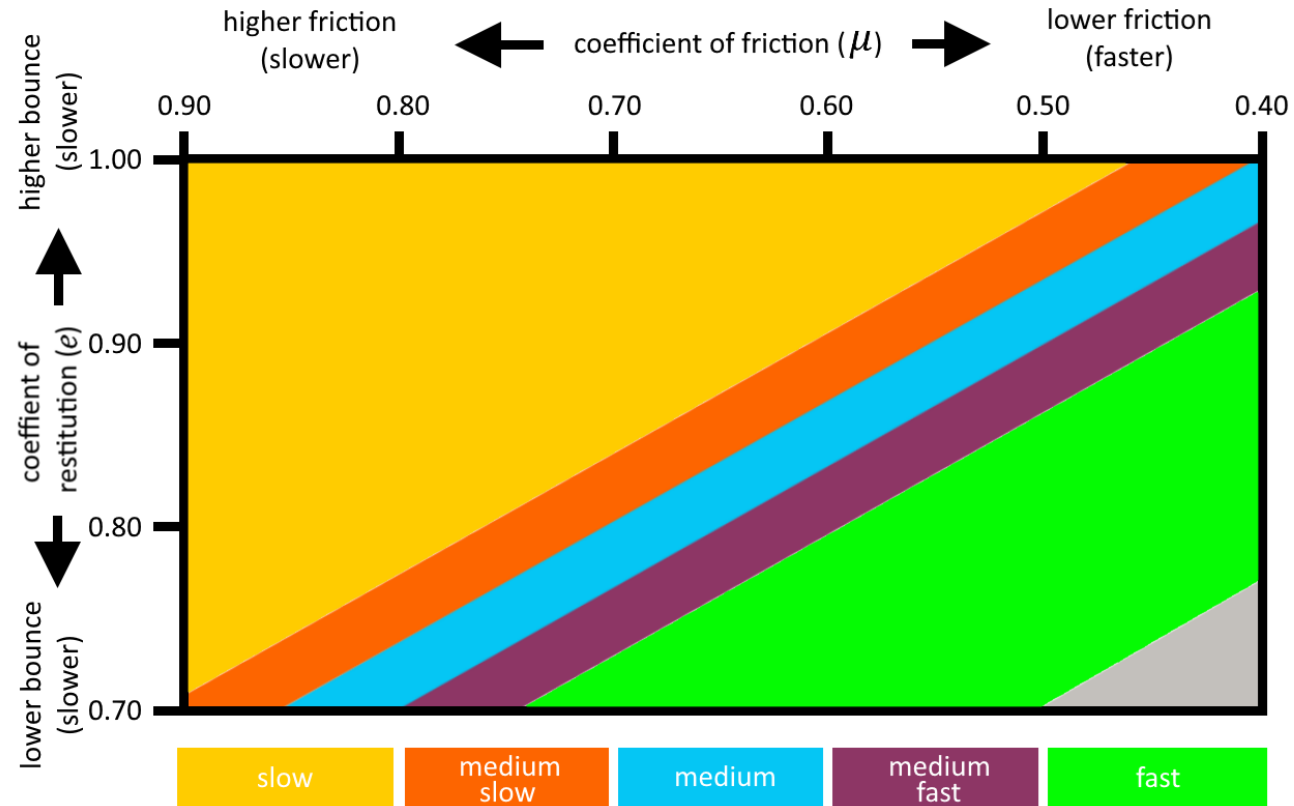 higher friction
(slower)
coefficient of friction (μ)
lower friction
(faster)
0.90
0.80
0.70
0.60
0.50
0.40
higher bounce
(slower)
coeffient of
restitution (e)
lower bounce
(slower)
1.00
0.90
0.80
0.70
slow
medium
slow
medium
medium
fast
fast